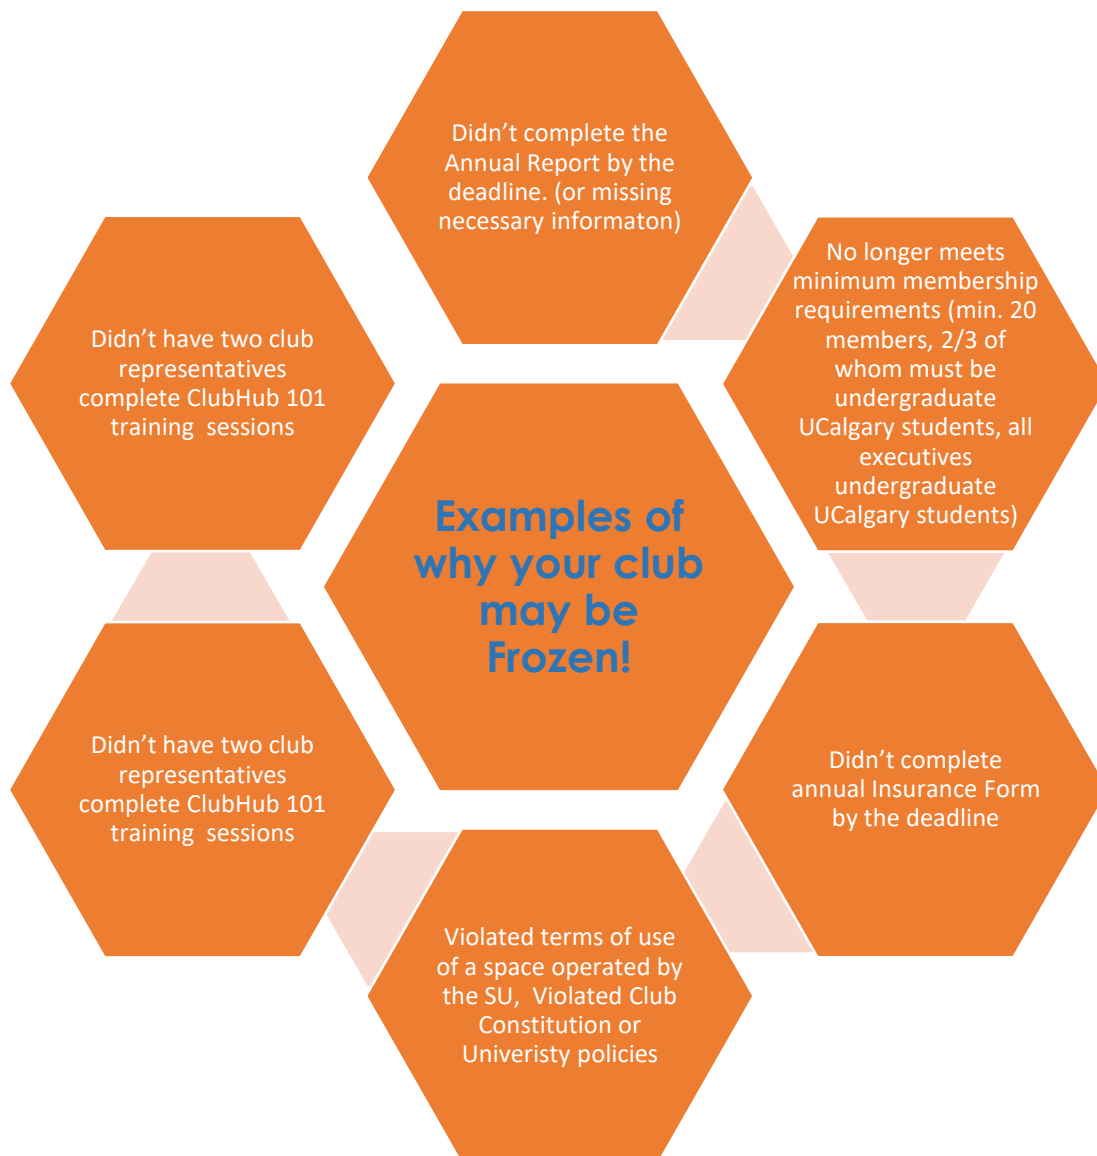 Didn’t complete the
Annual Report by the
deadline. (or missing
necessary informaton)
No longer meets
minimum membership
requirements (min. 20
members, 2/3 of
whom must be
undergraduate
UCalgary students, all
executives
undergraduate
UCalgary students)
Didn’t have two club
representatives
complete ClubHub 101
training  sessions
Examples of
why your club
may be
Frozen!
Didn’t complete
annual Insurance Form
by the deadline
Didn’t have two club
representatives
complete ClubHub 101
training  sessions
Violated terms of use
of a space operated by
the SU,  Violated Club
Constitution or
Univeristy policies